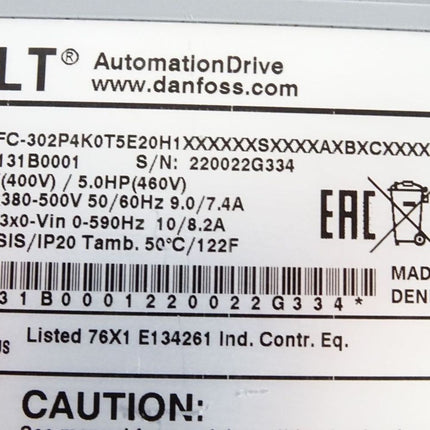 LT® AutomationDrive
www.danfoss.com
FC-302P4K0T5E20H1XXXXXXSXXXXAXBXCXXXX
131B0001 S/N: 220022G334
(400V) / 5.0HP(460V)
380-500V 50/60Hz 9.0/7.4A
3x0-Vin 0-590Hz 10/8.2A
SIS/IP20 Tamb. 50°C/122F
EAC
31B0001220022G334*
MAD
DEN
US Listed 76X1 E134261 Ind. Contr. Eq.
CAUTION: